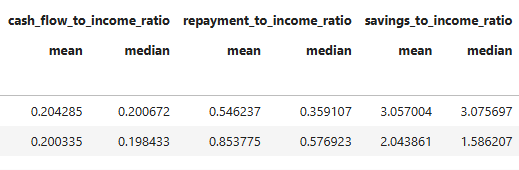 cash_flow_to_income_ratio repayment_to_income_ratio savings_to_income_ratio
mean median mean median mean median
0.204285 0.200672 0.546237 0.359107 3.057004 3.075697
0.200335 0.198433 0.853775 0.576923 2.043861 1.586207